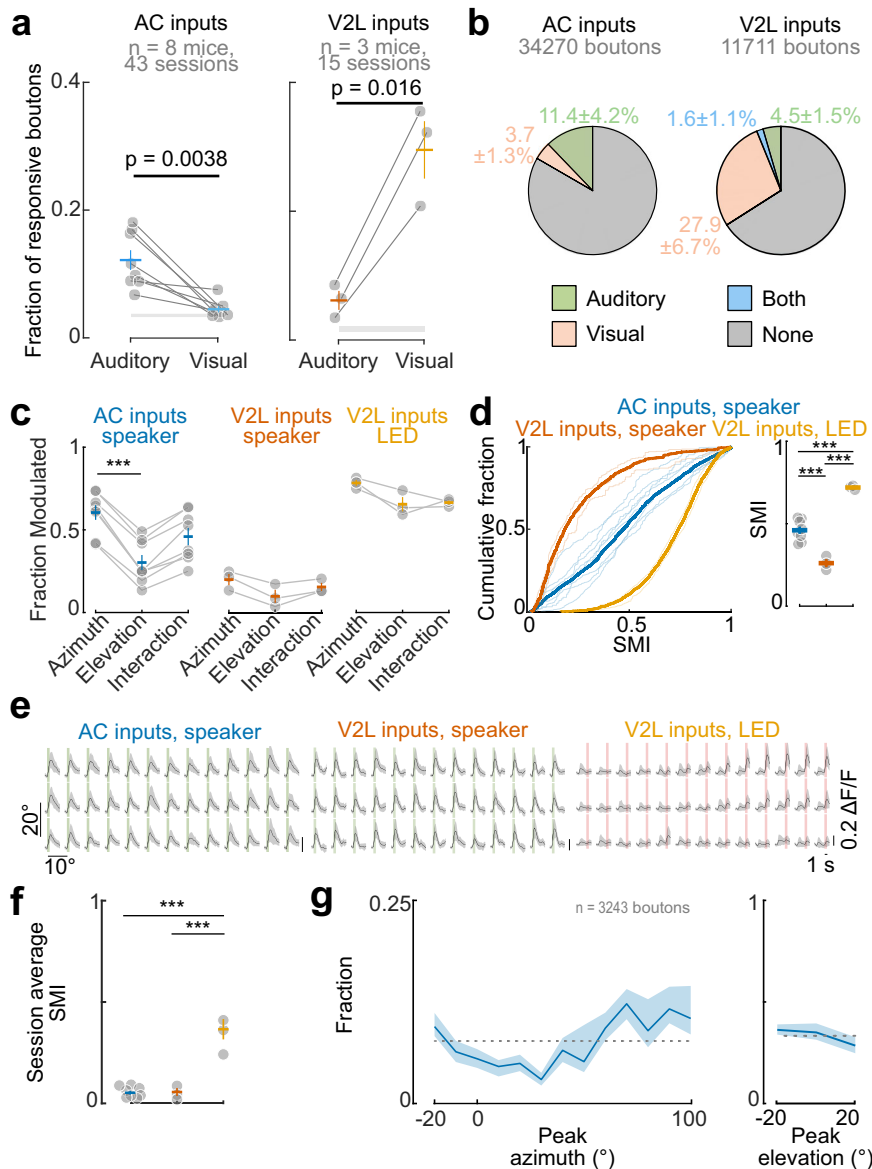 a
AC inputs
n = 8 mice,
43 sessions
V2L inputs
n = 3 mice,
15 sessions
p = 0.0038
p = 0.016
Fraction of responsive boutons
0.4
0.2
0
Auditory
Visual
Auditory
Visual
b
AC inputs
34270 boutons
V2L inputs
11711 boutons
11.4±4.2%
3.7
±1.3%
1.6±1.1%
4.5±1.5%
27.9
±6.7%
Auditory
Both
Visual
None
c
AC inputs
speaker
V2L inputs
speaker
V2L inputs
LED
Fraction Modulated
1
0.5
0
***
Azimuth
Elevation
Interaction
Azimuth
Elevation
Interaction
Azimuth
Elevation
Interaction
d
AC inputs, speaker
V2L inputs, speaker
V2L inputs, LED
Cumulative fraction
1
0.5
0
0
0.5
1
SMI
SMI
1
0.5
0
***
***
***
e
AC inputs, speaker
V2L inputs, speaker
V2L inputs, LED
20°
10°
0.2 ΔF/F
1 s
f
Session average
SMI
1
0
***
***
g
n = 3243 boutons
Fraction
0.25
0
-20
0
100
Peak
azimuth (°)
1
0
-20
20
Peak
elevation (°)